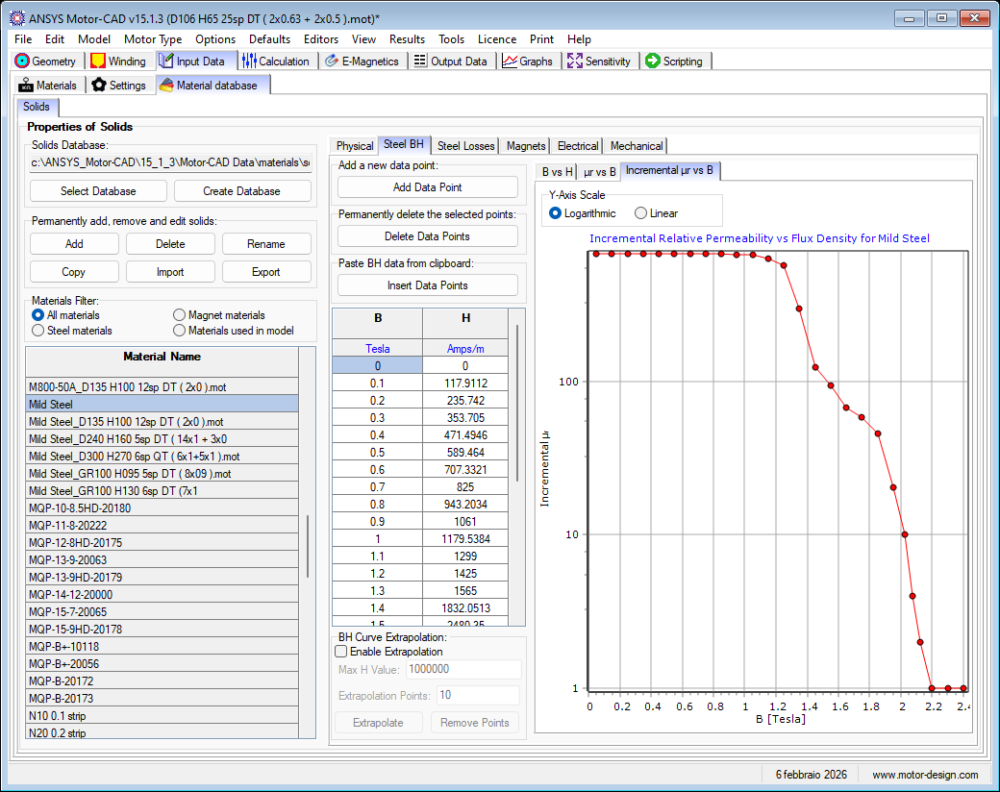 ANSYS Motor-CAD v15.1.3 (D106 H65 25sp DT ( 2x0.63 + 2x0.5 ).mot)*
File Edit Model Motor Type Options Defaults Editors View Results Tools Licence Print Help
Geometry Winding Input Data Calculation E-Magnetics Output Data Graphs Sensitivity Scripting
Materials Settings Material database
Solids
Properties of Solids
Solids Database:
c:\ANSYS_Motor-CAD\15_1_3\Motor-CAD Data\materials\s
Select Database Create Database
Permanently add, remove and edit solids:
Add Delete Rename
Copy Import Export
Materials Filter:
All materials Magnet materials
Steel materials Materials used in model
Material Name
M800-50A_D135 H100 12sp DT ( 2x0 ).mot
Mild Steel
Mild Steel_D135 H100 12sp DT ( 2x0 ).mot
Mild Steel_D240 H160 5sp DT ( 14x1 + 3x0
Mild Steel_D300 H270 6sp QT ( 6x1+5x1 ).mot
Mild Steel_GR100 H095 5sp DT ( 8x09 ).mot
Mild Steel_GR100 H130 6sp DT (7x1
MQP-10-8.5HD-20180
MQP-11-8-20222
MQP-12-8HD-20175
MQP-13-9-20063
MQP-13-9HD-20179
MQP-14-12-20000
MQP-15-7-20065
MQP-15-9HD-20178
MQP-B+-10118
MQP-B+-20056
MQP-B-20172
MQP-B-20173
N10 0.1 strip
N20 0.2 strip
Physical Steel BH Steel Losses Magnets Electrical Mechanical
Add a new data point:
Add Data Point
Permanently delete the selected points:
Delete Data Points
Paste BH data from clipboard:
Insert Data Points
B H
Tesla Amps/m
0 0
0.1 117.9112
0.2 235.742
0.3 353.705
0.4 471.4946
0.5 589.464
0.6 707.3321
0.7 825
0.8 943.2034
0.9 1061
1 1179.5384
1.1 1299
1.2 1425
1.3 1565
1.4 1832.0513
1.5 2480.35
BH Curve Extrapolation:
Enable Extrapolation
Max H Value: 1000000
Extrapolation Points: 10
Extrapolate Remove Points
B vs H µr vs B Incremental µr vs B
Y-Axis Scale
Logarithmic Linear
Incremental Relative Permeability vs Flux Density for Mild Steel
Incremental µr
100
10
1
0 0.2 0.4 0.6 0.8 1 1.2 1.4 1.6 1.8 2 2.2 2.4
B [Tesla]
6 febbraio 2026 www.motor-design.com